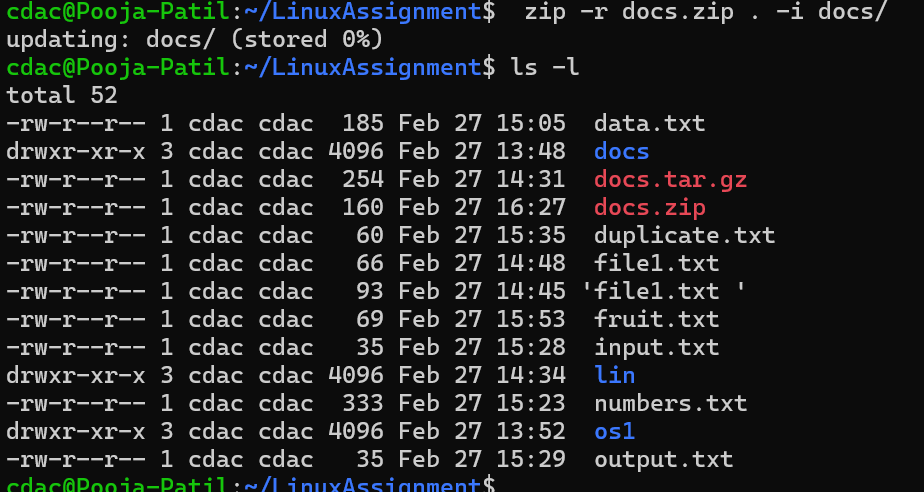 cdac@Pooja-Patil:~/LinuxAssignment$  zip -r docs.zip . -i docs/
updating: docs/ (stored 0%)
cdac@Pooja-Patil:~/LinuxAssignment$ ls -l
total 52
-rw-r--r-- 1 cdac cdac  185 Feb 27 15:05  data.txt
drwxr-xr-x 3 cdac cdac 4096 Feb 27 13:48  docs
-rw-r--r-- 1 cdac cdac  254 Feb 27 14:31  docs.tar.gz
-rw-r--r-- 1 cdac cdac  160 Feb 27 16:27  docs.zip
-rw-r--r-- 1 cdac cdac   60 Feb 27 15:35  duplicate.txt
-rw-r--r-- 1 cdac cdac   66 Feb 27 14:48  file1.txt
-rw-r--r-- 1 cdac cdac   93 Feb 27 14:45 'file1.txt '
-rw-r--r-- 1 cdac cdac   69 Feb 27 15:53  fruit.txt
-rw-r--r-- 1 cdac cdac   35 Feb 27 15:28  input.txt
drwxr-xr-x 3 cdac cdac 4096 Feb 27 14:34  lin
-rw-r--r-- 1 cdac cdac  333 Feb 27 15:23  numbers.txt
drwxr-xr-x 3 cdac cdac 4096 Feb 27 13:52  os1
-rw-r--r-- 1 cdac cdac   35 Feb 27 15:29  output.txt
cdac@Pooja-Patil:~/LinuxAssignment$